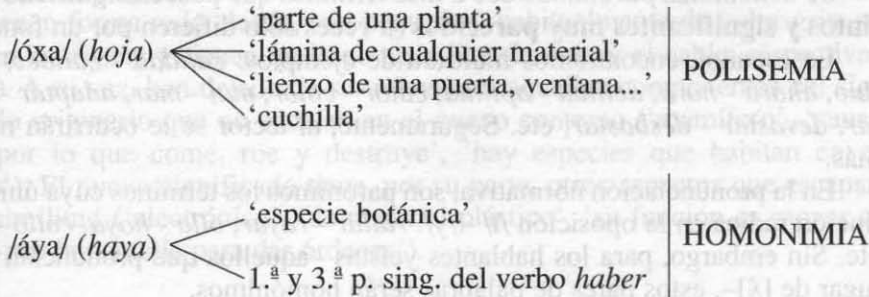 'parte de una planta'
/óxa/ (hoja) 'lámina de cualquier material'
'lienzo de una puerta, ventana...' POLISEMIA
'cuchilla'
'especie botánica'
/áya/ (haya) HOMONIMIA
1.ª y 3.ª p. sing. del verbo haber.